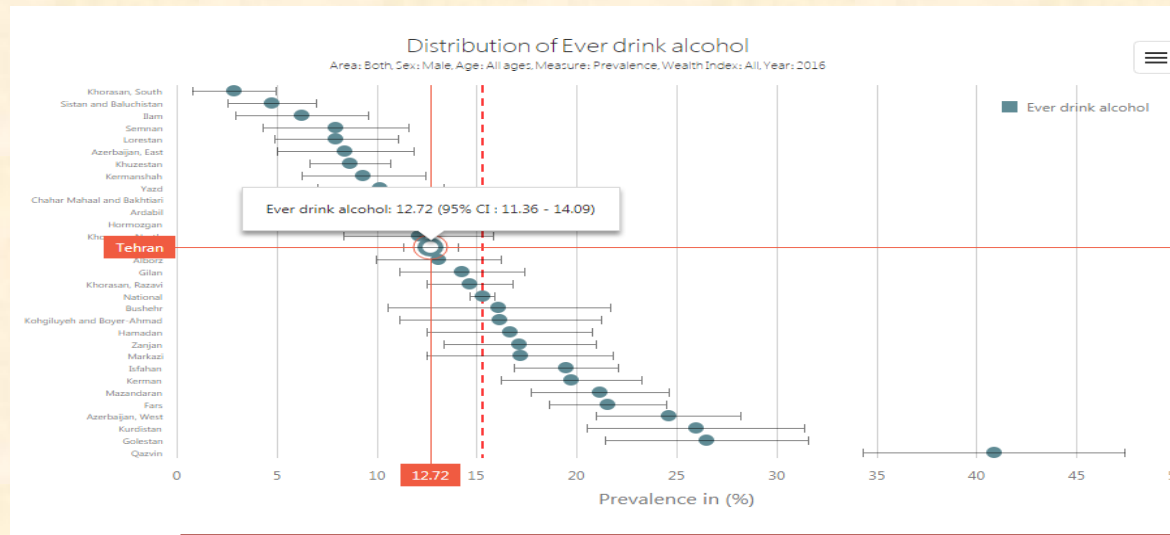 Distribution of Ever drink alcohol
Area: Both, Sex: Male, Age: All ages, Measure: Prevalence, Wealth Index: All, Year: 2016
Ever drink alcohol
Khorasan, South
Sistan and Baluchistan
Ilam
Semnan
Lorestan
Azerbaijan, East
Khuzestan
Kermanshah
Yazd
Chahar Mahaal and Bakhtiari
Ardabil
Hormozgan
Ever drink alcohol: 12.72 (95% CI : 11.36 - 14.09)
Tehran
Alborz
Gilan
Khorasan, Razavi
National
Bushehr
Kohgiluyeh and Boyer-Ahmad
Hamadan
Zanjan
Markazi
Isfahan
Kerman
Mazandaran
Fars
Azerbaijan, West
Kurdistan
Golestan
Qazvin
0 5 10 12.72 15 20 25 30 35 40 45
Prevalence in (%)